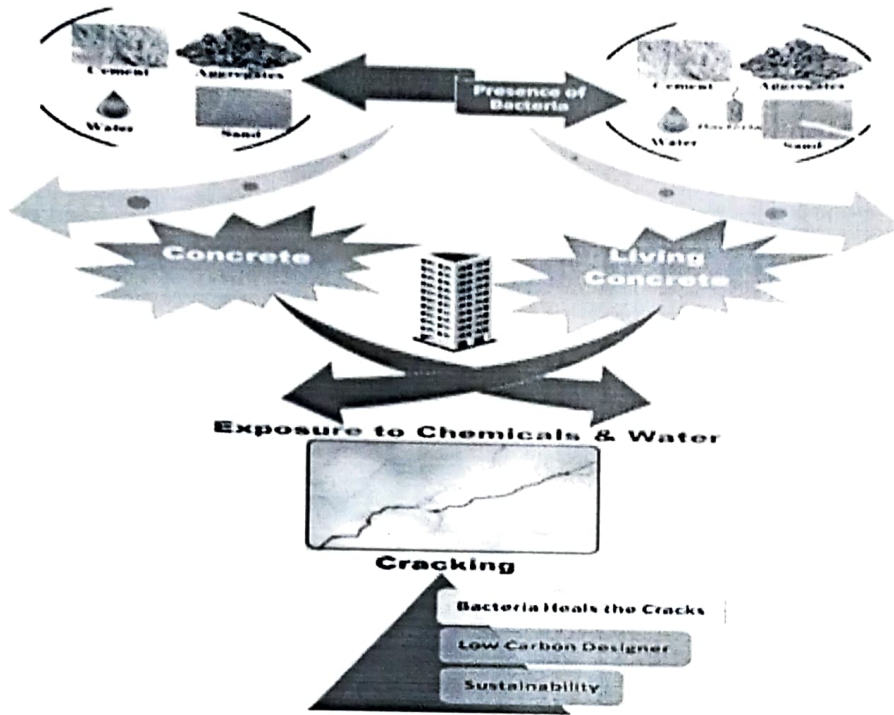 Cement Aggregates
Water Sand
Presence of
Bacteria
Cement Aggregates
Water Bacteria Sand
Concrete
Living
Concrete
Exposure to Chemicals & Water
Cracking
Bacteria Heals the Cracks
Low Carbon Designer
Sustainability